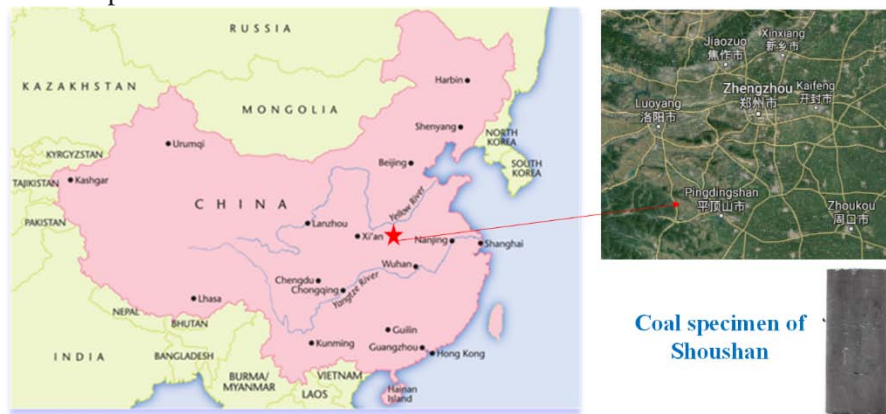 RUSSIA
KAZAKHSTAN
MONGOLIA
Harbin
Shenyang
NORTH
KOREA
SOUTH
KOREA
Urumqi
KYRGYZSTAN
Kashgar
TAJIKISTAN
PAKISTAN
Beijing
CHINA
Yellow River
Lanzhou
Xi'an
Nanjing
Shanghai
Wuhan
Chengdu
Chongqing
Yangtze River
Lhasa
NEPAL
BHUTAN
Guilin
Kunming
Guangzhou
Hong Kong
INDIA
BANGLADESH
BURMA/
MYANMAR
VIETNAM
LAOS
Hainan
Island
Jiaozuo
焦作市
Xinxiang
新乡市
Zhengzhou
郑州市
Kaifeng
开封市
Luoyang
洛阳市
Pingdingshan
平顶山市
Zhoukou
周口市
Coal specimen of
Shoushan